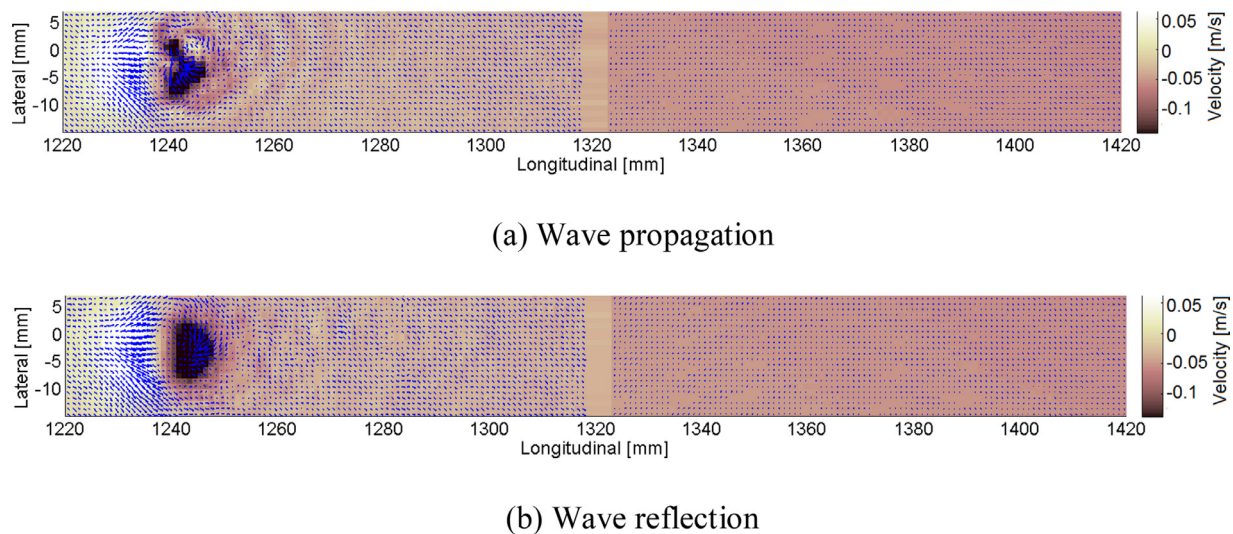 5
0
-5
-10
Lateral [mm]
1220 1240 1260 1280 1300 1320 1340 1360 1380 1400 1420
Longitudinal [mm]
0.05
0
-0.05
-0.1
Velocity [m/s]
(a) Wave propagation
5
0
-5
-10
Lateral [mm]
1220 1240 1260 1280 1300 1320 1340 1360 1380 1400 1420
Longitudinal [mm]
0.05
0
-0.05
-0.1
Velocity [m/s]
(b) Wave reflection